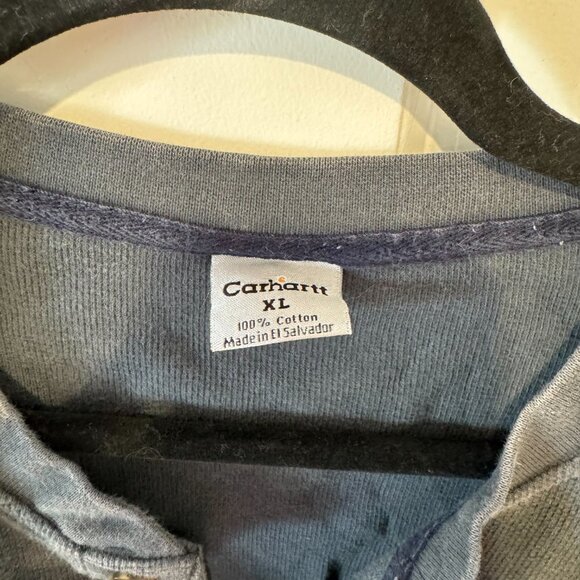 Carhartt
XL
100% Cotton
Made in El Salvador